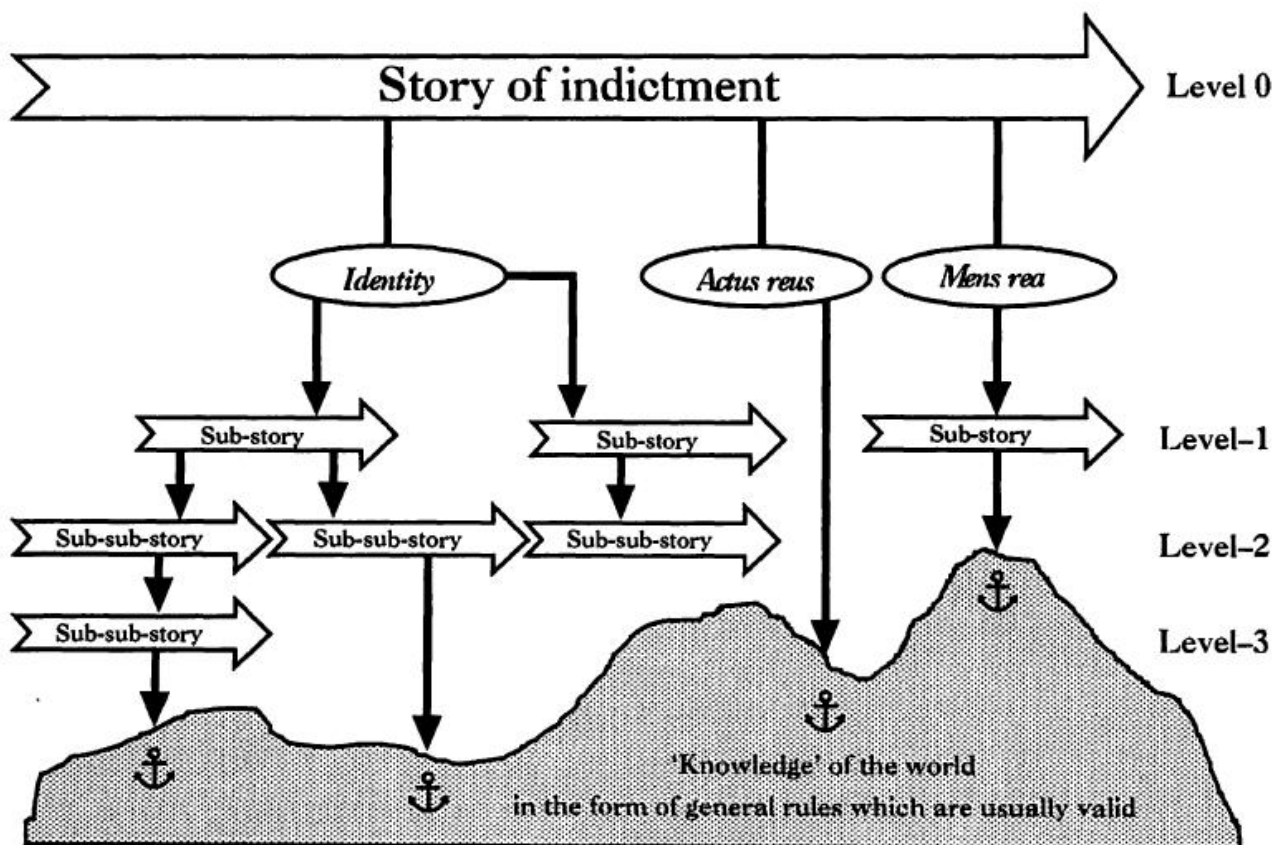 Story of indictment
Level 0
Identity
Actus reus
Mens rea
Sub-story
Sub-story
Sub-story
Level-1
Sub-sub-story
Sub-sub-story
Sub-sub-story
Level-2
Sub-sub-story
Level-3
'Knowledge' of the world
in the form of general rules which are usually valid